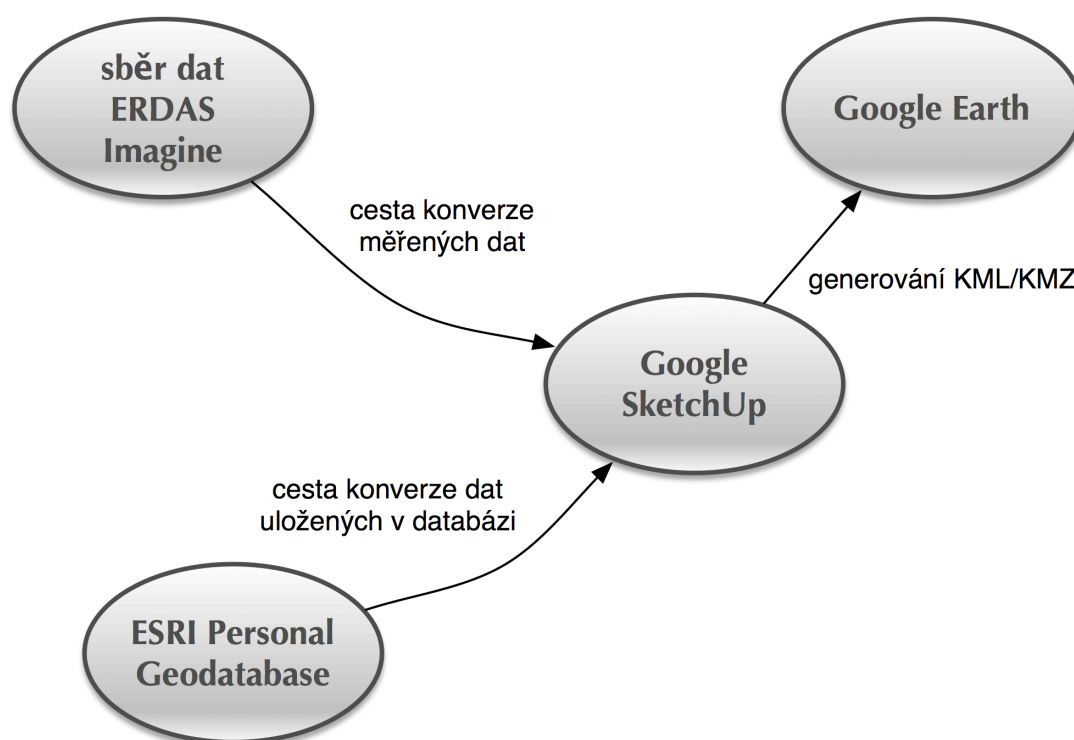 sběr dat
ERDAS
Imagine
Google Earth
cesta konverze
měřených dat
generování KML/KMZ
Google
SketchUp
cesta konverze dat
uložených v databázi
ESRI Personal
Geodatabase